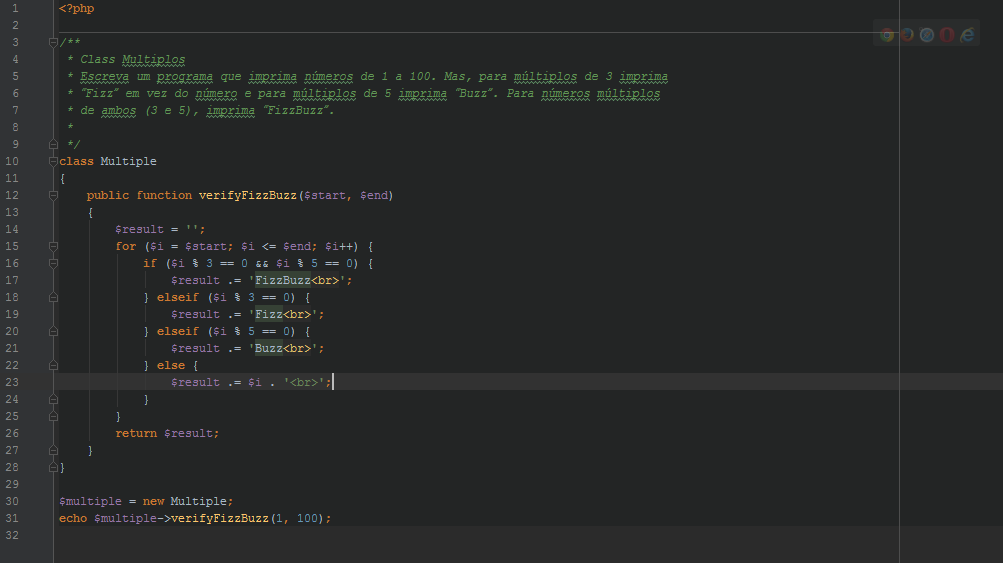 1 <?php
2
3 /**
4  * Class Multiplos
5  * Escreva um programa que imprima números de 1 a 100. Mas, para múltiplos de 3 imprima
6  * "Fizz" em vez do número e para múltiplos de 5 imprima "Buzz". Para números múltiplos
7  * de ambos (3 e 5), imprima "FizzBuzz".
8  *
9  */
10 class Multiple
11 {
12     public function verifyFizzBuzz($start, $end)
13     {
14         $result = '';
15         for ($i = $start; $i <= $end; $i++) {
16             if ($i % 3 == 0 && $i % 5 == 0) {
17                 $result .= 'FizzBuzz<br>';
18             } elseif ($i % 3 == 0) {
19                 $result .= 'Fizz<br>';
20             } elseif ($i % 5 == 0) {
21                 $result .= 'Buzz<br>';
22             } else {
23                 $result .= $i . '<br>';
24             }
25         }
26         return $result;
27     }
28 }
29
30 $multiple = new Multiple;
31 echo $multiple->verifyFizzBuzz(1, 100);
32